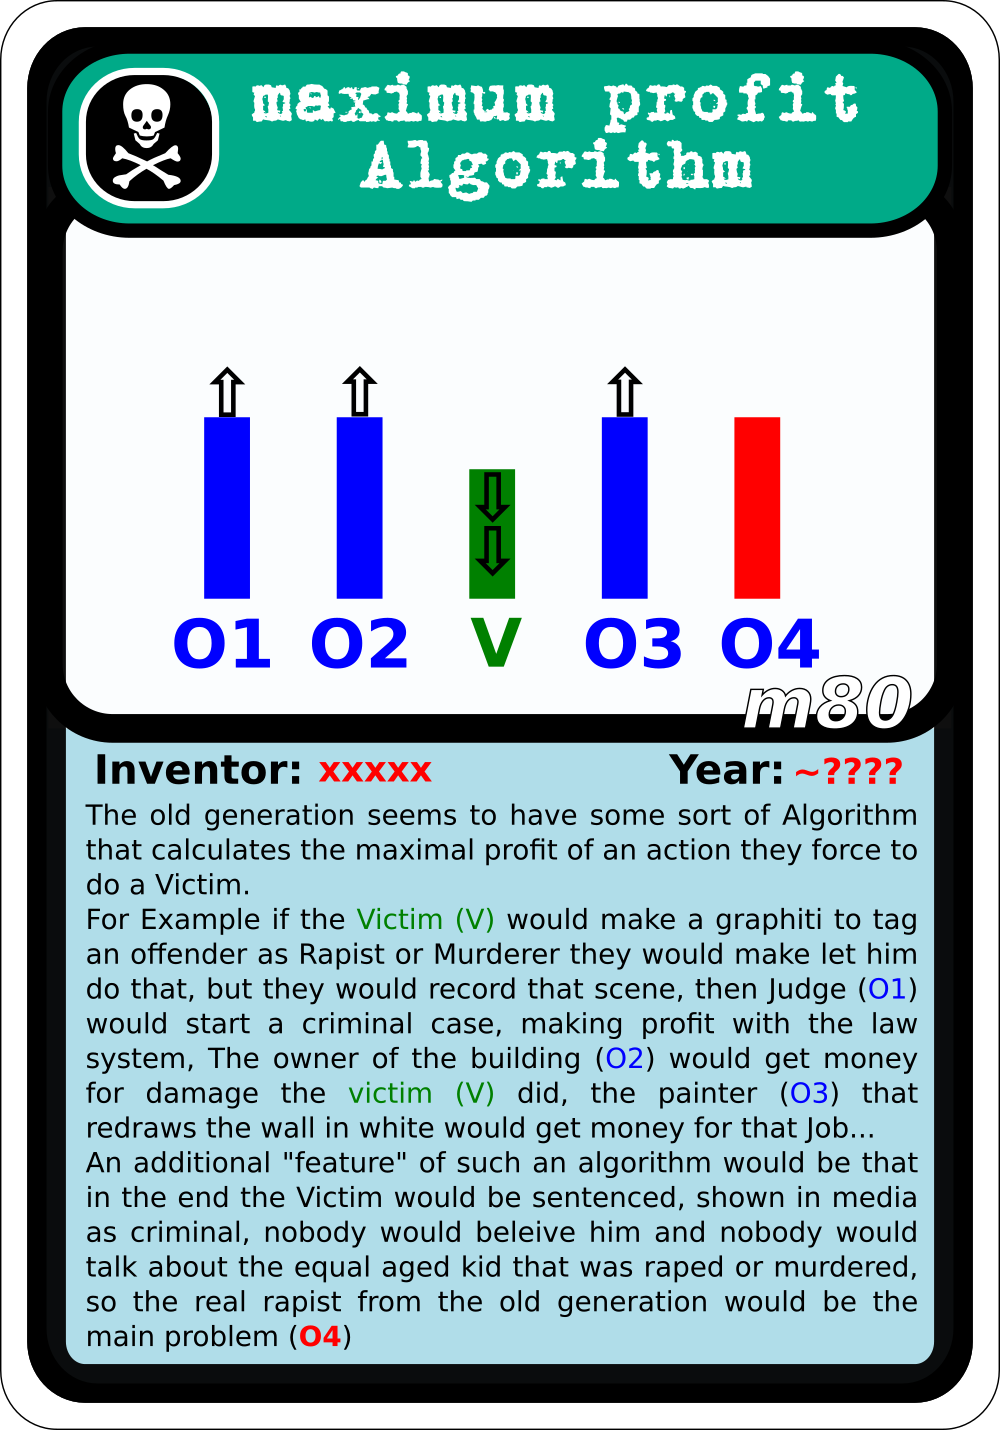 maximum profit
Algorithm
O1 O2 V O3 O4
m80
Inventor: xxxxx Year: ~????
The old generation seems to have some sort of Algorithm
that calculates the maximal profit of an action they force to
do a Victim.
For Example if the Victim (V) would make a graphiti to tag
an offender as Rapist or Murderer they would make let him
do that, but they would record that scene, then Judge (O1)
would start a criminal case, making profit with the law
system, The owner of the building (O2) would get money
for damage the victim (V) did, the painter (O3) that
redraws the wall in white would get money for that Job...
An additional "feature" of such an algorithm would be that
in the end the Victim would be sentenced, shown in media
as criminal, nobody would beleive him and nobody would
talk about the equal aged kid that was raped or murdered,
so the real rapist from the old generation would be the
main problem (O4)